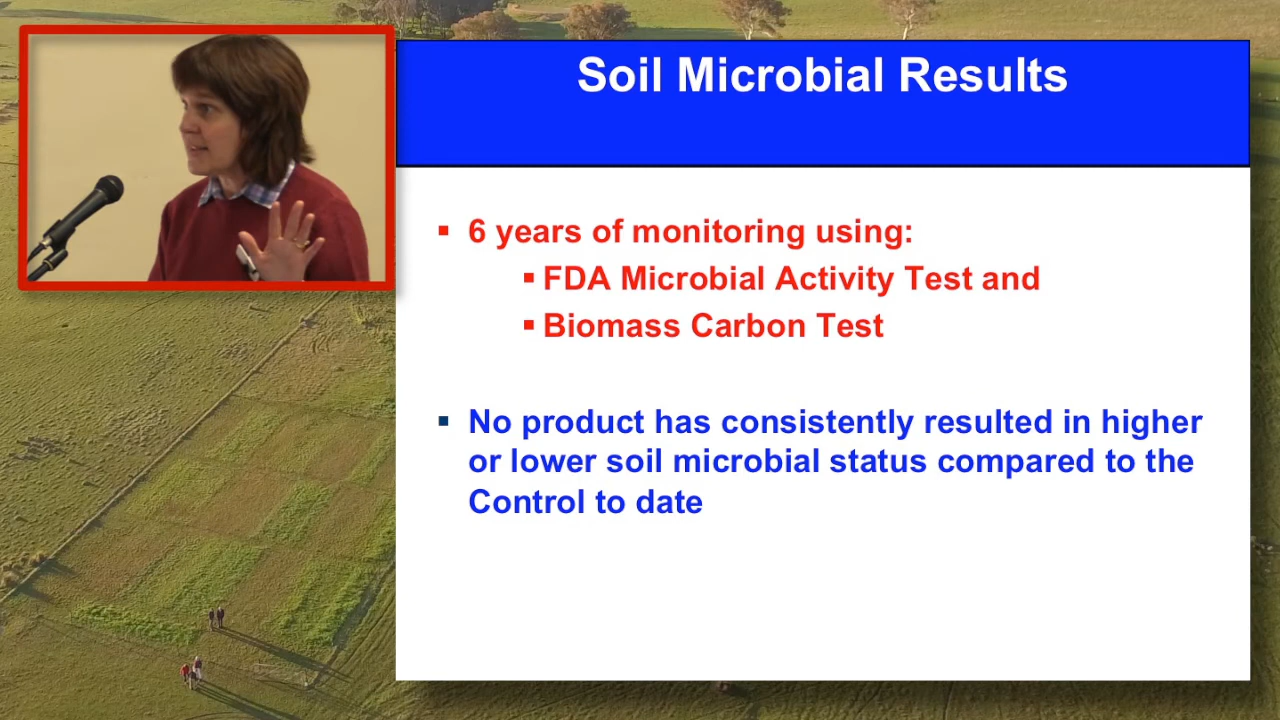 Soil Microbial Results
6 years of monitoring using:
FDA Microbial Activity Test and
Biomass Carbon Test
No product has consistently resulted in higher
or lower soil microbial status compared to the
Control to date